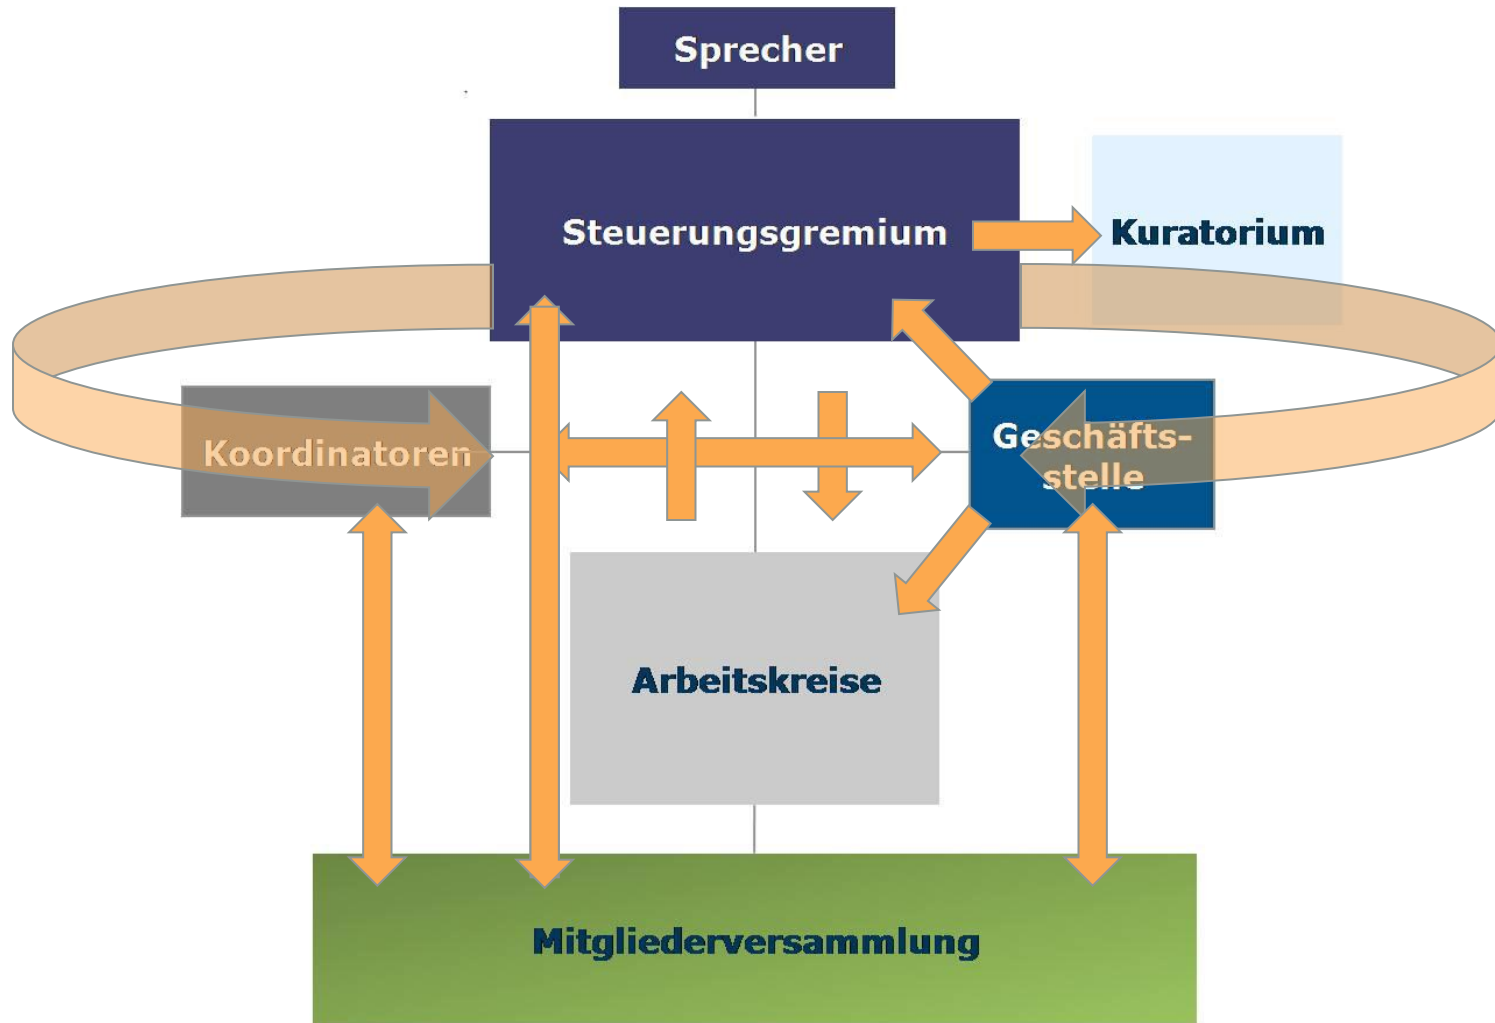 Sprecher
Steuerungsgremium
Kuratorium
Koordinatoren
Geschäfts-
stelle
Arbeitskreise
Mitgliederversammlung